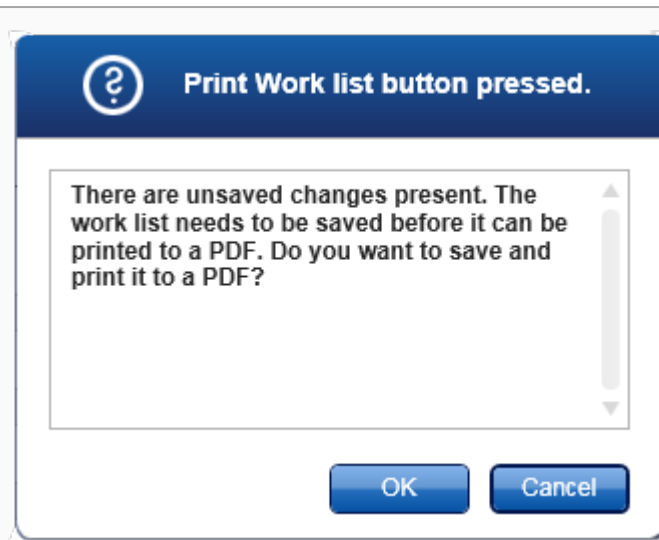 Print Work list button pressed.
There are unsaved changes present. The
work list needs to be saved before it can be
printed to a PDF. Do you want to save and
print it to a PDF?
OK
Cancel